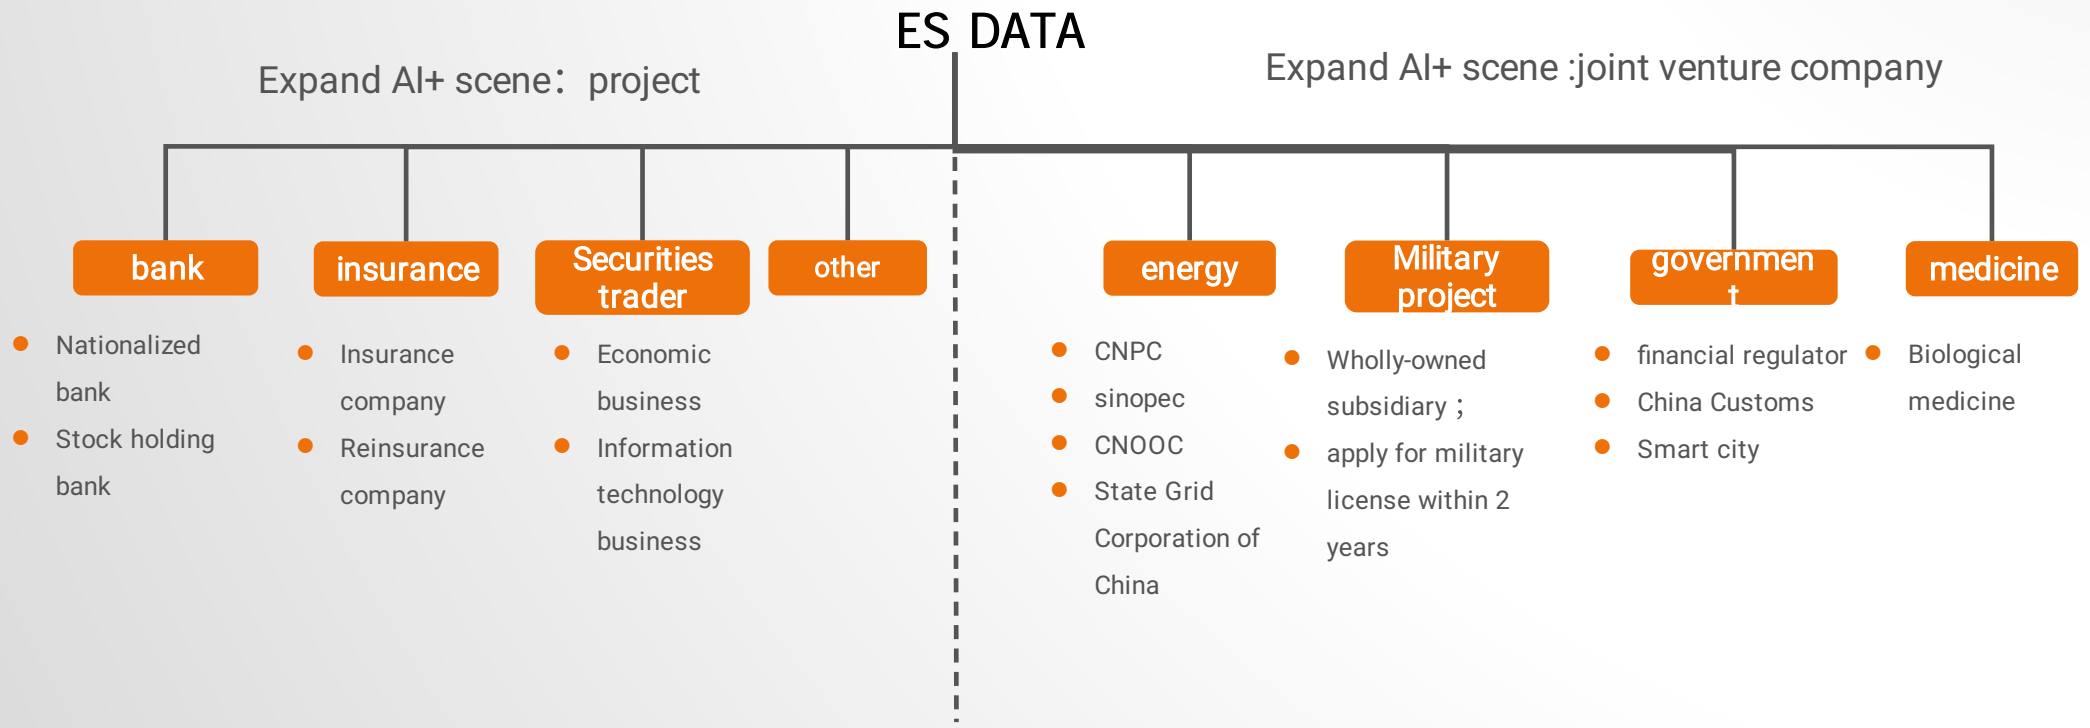 ES DATA
Expand AI+ scene：project
Expand AI+ scene :joint venture company
bank
insurance
Securities
trader
other
energy
Military
project
governmen
t
medicine
Nationalized
bank
Stock holding
bank
Insurance
company
Reinsurance
company
Economic
business
Information
technology
business
CNPC
sinopec
CNOOC
State Grid
Corporation of
China
Wholly-owned
subsidiary；
apply for military
license within 2
years
financial regulator
China Customs
Smart city
Biological
medicine